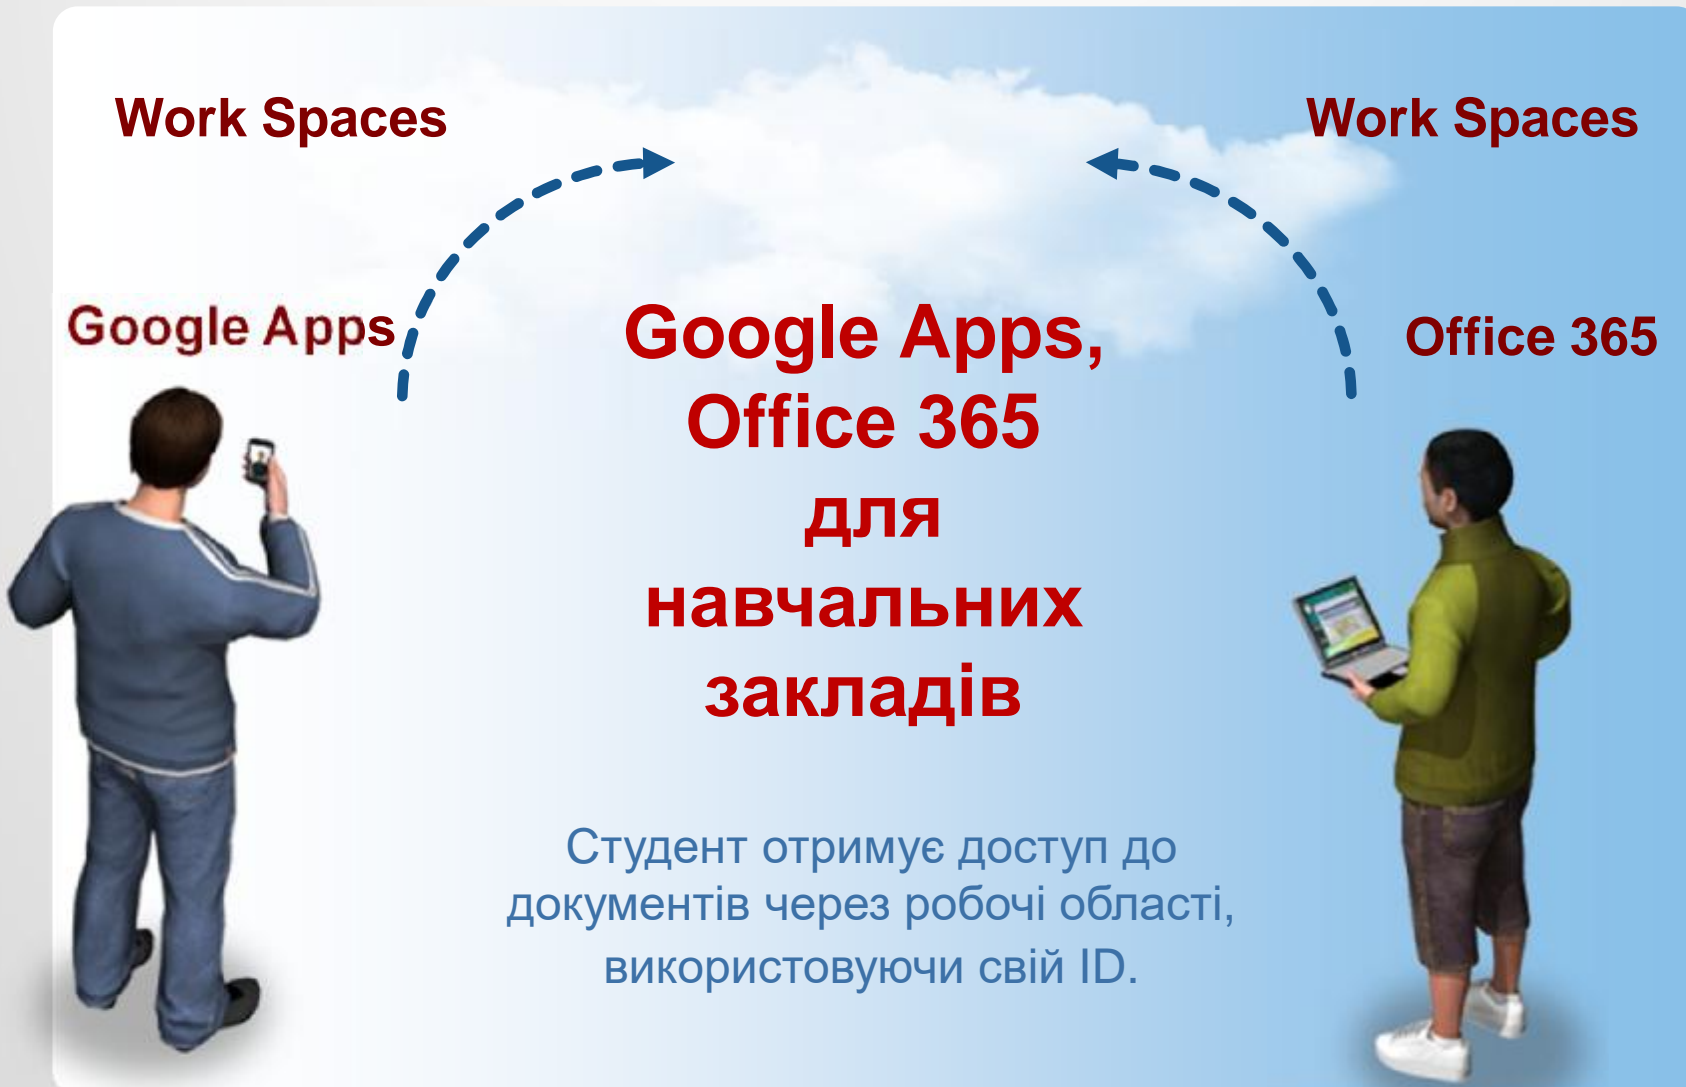 Work Spaces
Work Spaces
Google Apps
Office 365
Google Apps,
Office 365
для
навчальних
закладів
Студент отримує доступ до
документів через робочі області,
використовуючи свій ID.